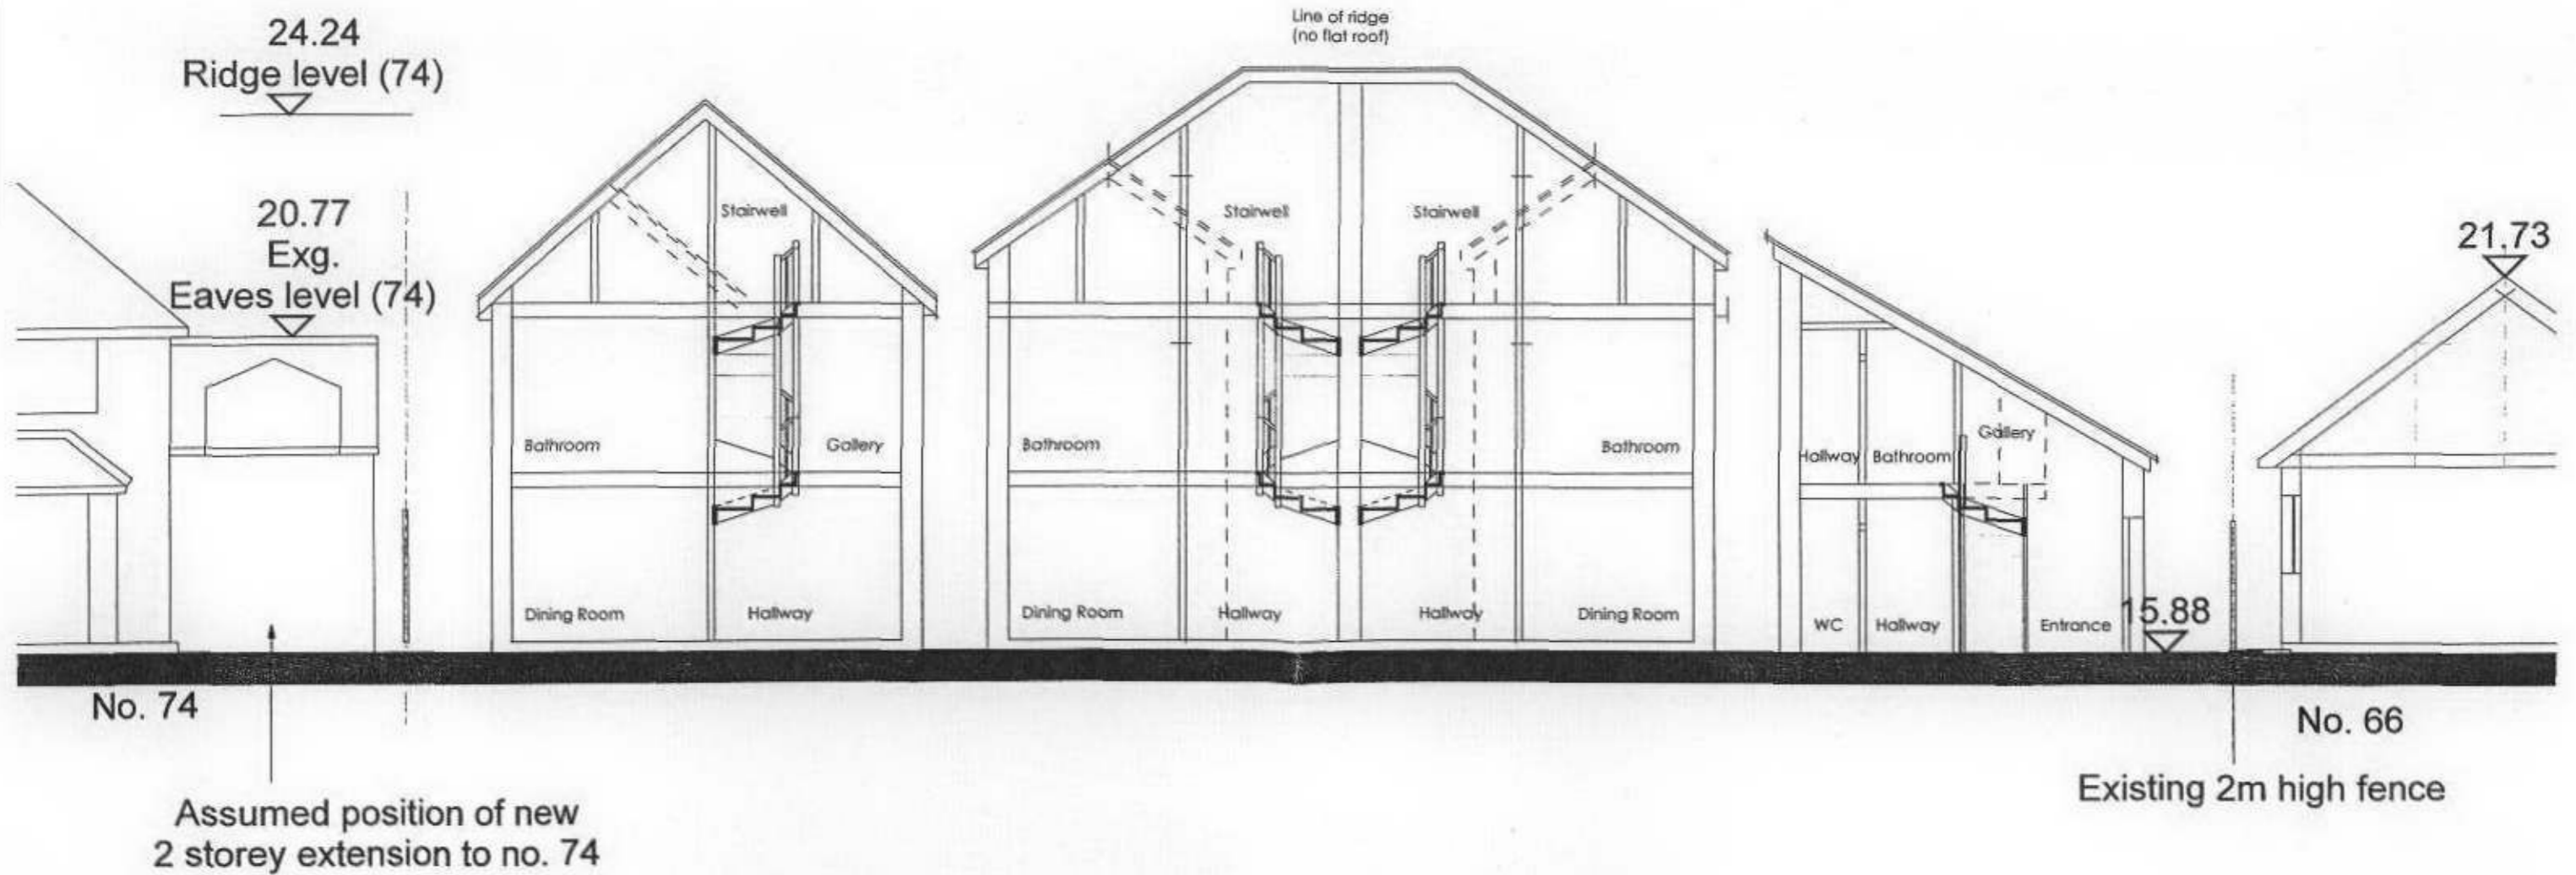 24.24
Ridge level (74)
20.77
Exg.
Eaves level (74)
Line of ridge
(no flat roof)
21.73
Stairwell
Stairwell
Stairwell
Bathroom
Gallery
Bathroom
Bathroom
Hallway
Bathroom
Gallery
Dining Room
Hallway
Dining Room
Hallway
Hallway
Dining Room
WC
Hallway
Entrance
15.88
No. 74
No. 66
Assumed position of new
2 storey extension to no. 74
Existing 2m high fence